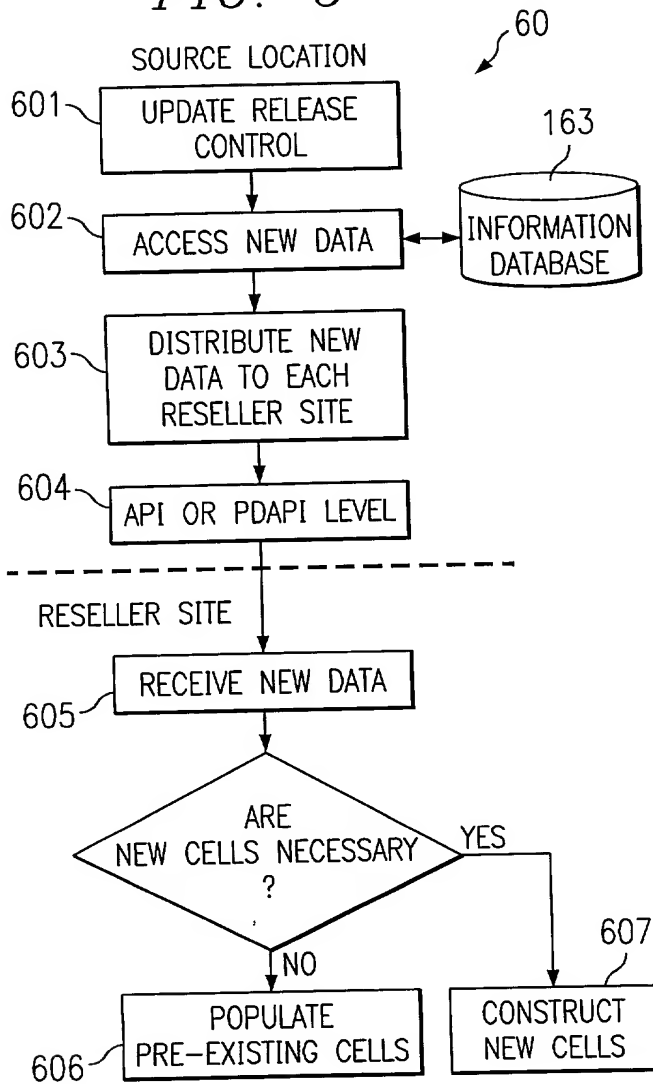 60
SOURCE LOCATION
601
UPDATE RELEASE
CONTROL
163
602
ACCESS NEW DATA
INFORMATION
DATABASE
603
DISTRIBUTE NEW
DATA TO EACH
RESELLER SITE
604
API OR PDAPI LEVEL
RESELLER SITE
RECEIVE NEW DATA
605
ARE
NEW CELLS NECESSARY
?
YES
NO
607
POPULATE
PRE-EXISTING CELLS
606
CONSTRUCT
NEW CELLS